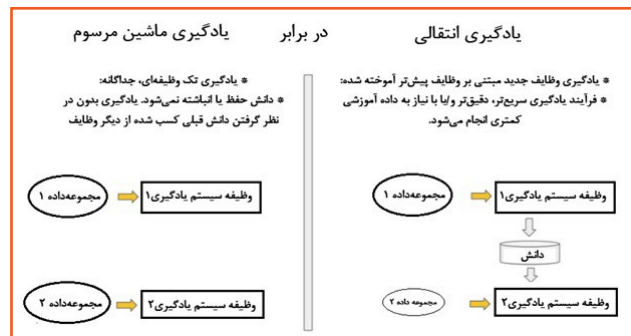 یادگیری انتقالی
در برابر
یادگیری ماشین مرسوم
* یادگیری وظایف جدید مبتنی بر وظایف پیش‌تر آموخته شده:
* فرآیند یادگیری سریع‌تر، دقیق‌تر و/یا با نیاز به داده آموزشی
کمتری انجام می‌شود.
* یادگیری تک وظیفه‌ای، جداگانه:
* دانش حفظ یا انباشته نمی‌شود. یادگیری بدون در
نظر گرفتن دانش قبلی کسب شده از دیگر وظایف
مجموعه‌داده ۱
وظیفه سیستم یادگیری۱
دانش
مجموعه داده ۲
وظیفه سیستم یادگیری۲
مجموعه‌داده ۱
وظیفه سیستم یادگیری۱
مجموعه‌داده ۲
وظیفه سیستم یادگیری۲